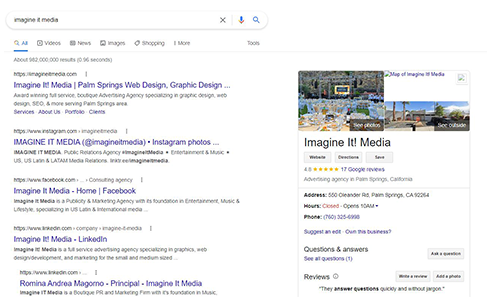 imagine it media
All
Videos
News
Images
Shopping
More
Tools
About 982,000,000 results (0.96 seconds)
https://imagineitmedia.com
Imagine It! Media | Palm Springs Web Design, Graphic Design ...
Award winning full service, boutique Advertising Agency specializing in graphic design, web
design, SEO, & more serving Palm Springs area
Services About Us Portfolio Clients
https://www.instagram.com › imagineitmedia
IMAGINE IT MEDIA (@imagineitmedia) • Instagram photos ...
IMAGINE IT MEDIA. Public Relations Agency #ImagineItMedia • Entertainment & Music •
US, US Latin & LATAM Media Relations. linktr.ee/imagineitmedia.
https://www.facebook.com › ... › Consulting agency
Imagine It Media - Home | Facebook
Imagine It Media is a Publicity & Marketing Agency with its foundation in Entertainment, Music &
Lifestyle, specializing in US Latin & International media ...
https://www.linkedin.com › company › imagine-it-media
Imagine It! Media - LinkedIn
Imagine It! Media is a full service advertising agency specializing in graphics, web
design/development, and marketing for the small and medium sized ...
https://www.linkedin.com › ...
Romina Andrea Magorno - Principal - Imagine It Media
IMAGINE IT MEDIA is a Boutique PR and Marketing Firm with it's foundation in Music,
Map of Imagine It! Media
See photos
See outside
Imagine It! Media
Website
Directions
Save
17 Google reviews
Advertising agency in Palm Springs, California
Address: 550 Oleander Rd, Palm Springs, CA 92264
Hours: Closed · Opens 10AM
Phone: (760) 325-6998
Suggest an edit · Own this business?
Questions & answers
See all questions (1)
Ask a question
Reviews
Write a review
Add a photo
"They answer questions quickly and without jargon."